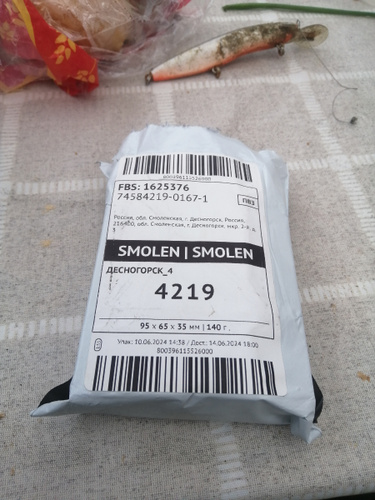 800396113526000
FBS: 1625376
74584219-0167-1
ПВЗ
Россия, обл. Смоленская, г. Десногорск, Россия,
216400, обл. Смоленская, г. Десногорск, мкр. 2-й, д.
SMOLEN | SMOLEN
ДЕСНОГОРСК_4
4219
95 x 65 x 35 мм | 140 г.
Упак: 10.06.2024 14:38 / Дост: 14.06.2024 18:00
800396113526000